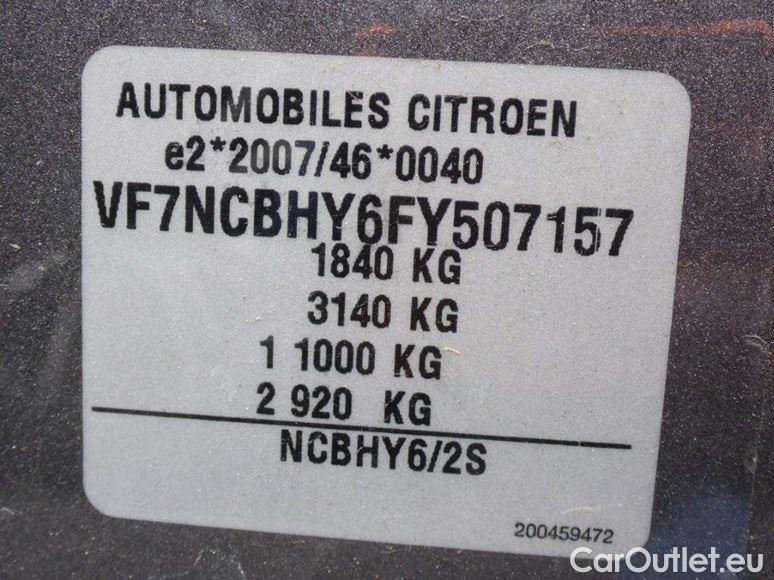 AUTOMOBILES CITROEN
e2*2007/46*0040
VF7NCBHY6FY507157
1840 KG
3140 KG
1 1000 KG
2 920 KG
NCBHY6/2S
200459472
CarOutlet.eu